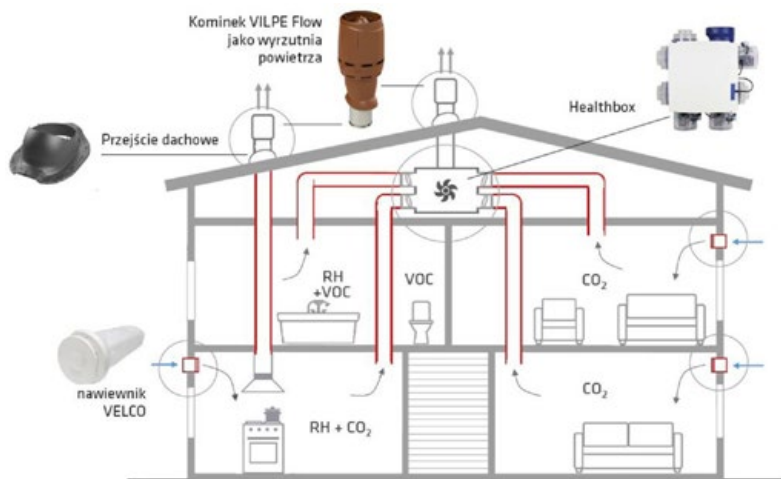 Kominek VILPE Flow
jako wyrzutnia
powietrza
Healthbox
Przejście dachowe
RH
+VOC
VOC
CO₂
nawiewnik
VELCO
RH + CO₂
CO₂